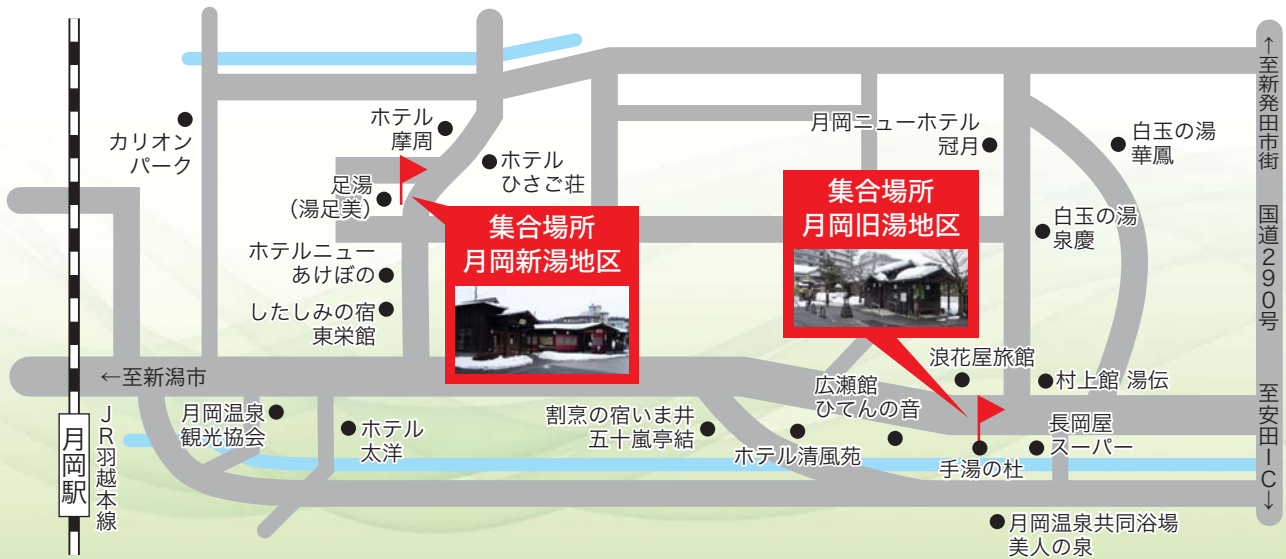 カリオン
パーク
ホテル
摩周
足湯
（湯足美）
ホテル
ひさご荘
集合場所
月岡新湯地区
ホテルニュー
あけぼの
したしみの宿
東栄館
月岡ニューホテル
冠月
集合場所
月岡旧湯地区
白玉の湯
華鳳
白玉の湯
泉慶
↑至新発田市街
国道290号
至安田IC↓
←至新潟市
月岡駅
JR羽越本線
月岡温泉
観光協会
ホテル
太洋
割烹の宿いま井
五十嵐亭結
ホテル清風苑
広瀬館
ひてんの音
浪花屋旅館
村上館 湯伝
手湯の杜
長岡屋
スーパー
月岡温泉共同浴場
美人の泉